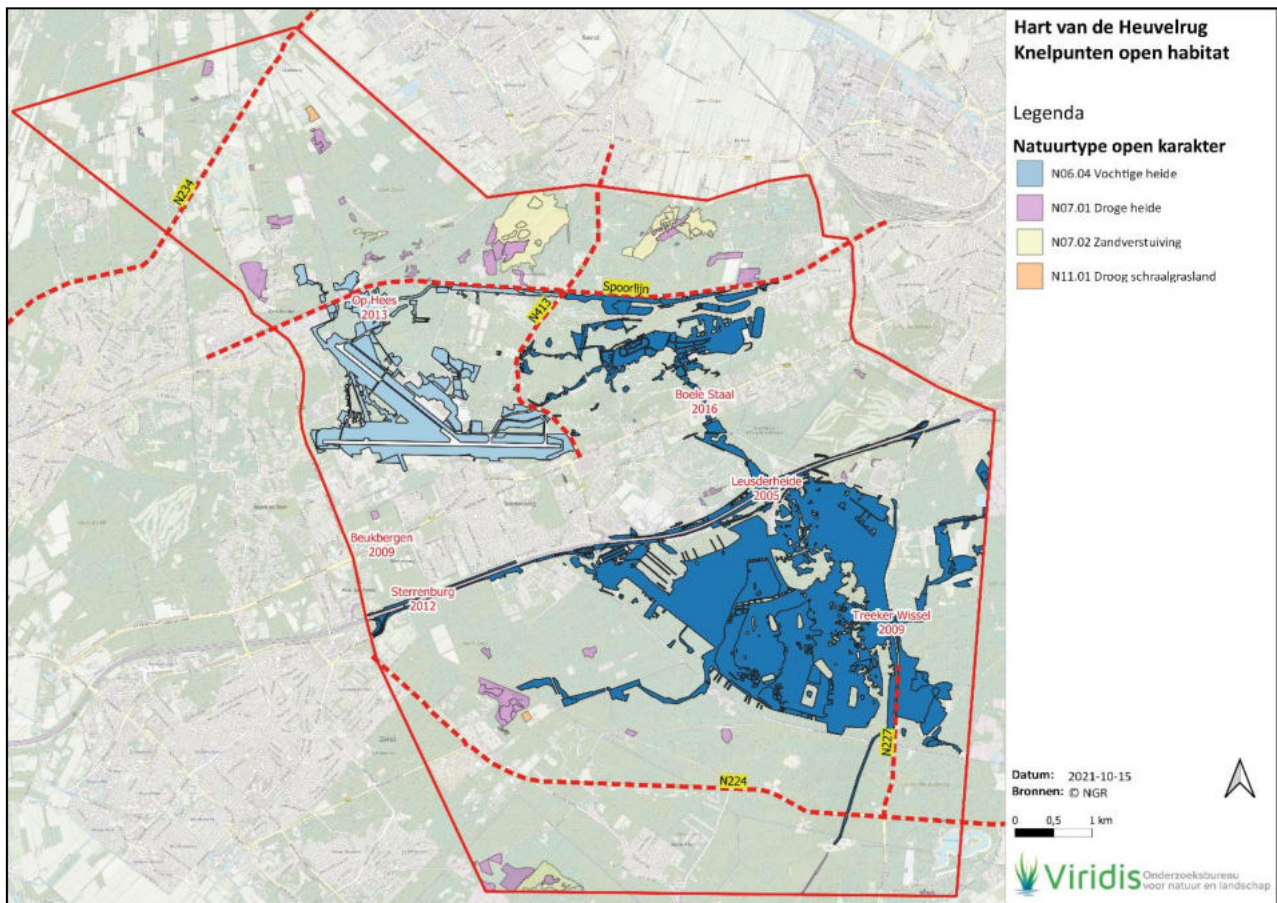 Hart van de Heuvelrug
Knelpunten open habitat
Legenda
Natuurtype open karakter
N06.04 Vochtige heide
N07.01 Droge heide
N07.02 Zandverstuiving
N11.01 Droog schraalgrasland
N234
Spoorlijn
Op Hees
2013
N413
Boele Staal
2016
Leusderheide
2005
Beukbergen
2009
Sterrenburg
2012
Treeker Wissel
2009
N227
N224
Zeist
Datum: 2021-10-15
Bronnen: © NGR
0 0,5 1 km
Viridis Onderzoeksbureau
voor natuur en landschap